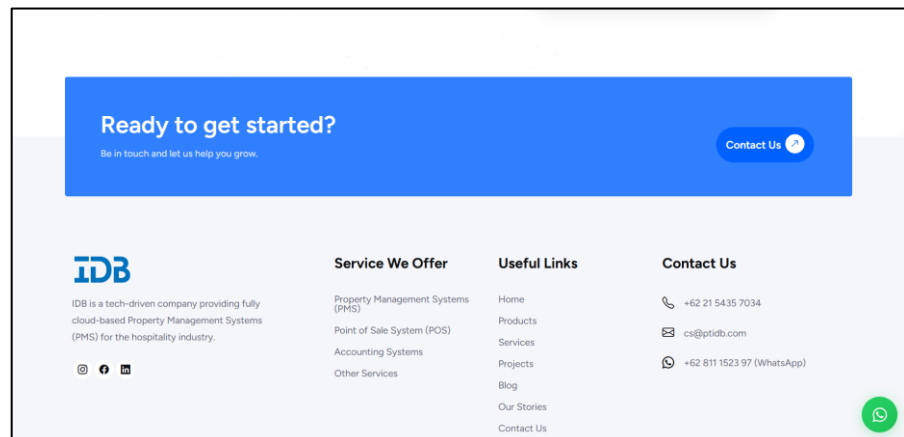 Ready to get started?
Be in touch and let us help you grow.
Contact Us
IDB
IDB is a tech-driven company providing fully
cloud-based Property Management Systems
(PMS) for the hospitality industry.
Service We Offer
Property Management Systems
(PMS)
Point of Sale System (POS)
Accounting Systems
Other Services
Useful Links
Home
Products
Services
Projects
Blog
Our Stories
Contact Us
Contact Us
+62 21 5435 7034
cs@ptidb.com
+62 811 1523 97 (WhatsApp)